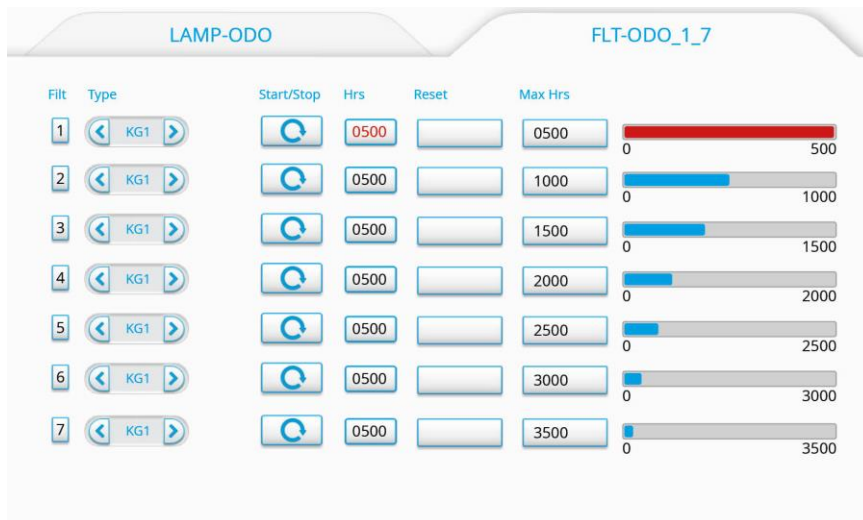 LAMP-ODO FLT-ODO_1_7
Filt Type Start/Stop Hrs Reset Max Hrs
1 KG1 0500 0500
0 500
2 KG1 0500 1000
0 1000
3 KG1 0500 1500
0 1500
4 KG1 0500 2000
0 2000
5 KG1 0500 2500
0 2500
6 KG1 0500 3000
0 3000
7 KG1 0500 3500
0 3500